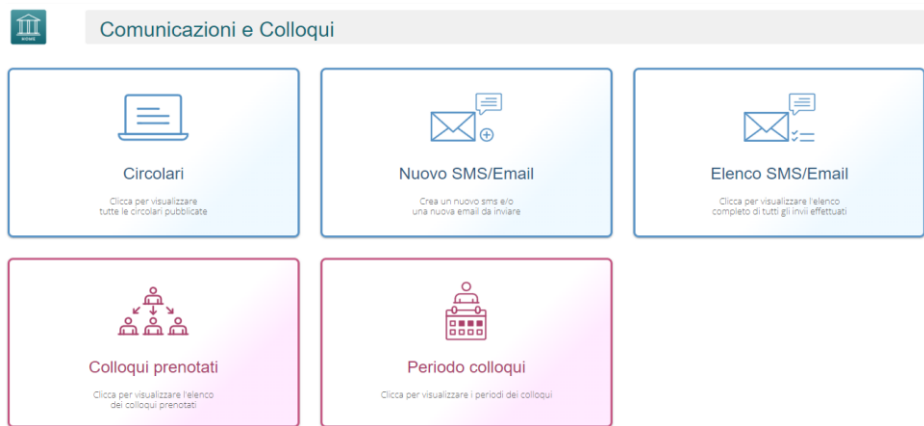 HOME
Comunicazioni e Colloqui
Circolari
Clicca per visualizzare
tutte le circolari pubblicate
Nuovo SMS/Email
Crea un nuovo sms e/o
una nuova email da inviare
Elenco SMS/Email
Clicca per visualizzare l'elenco
completo di tutti gli invii effettuati
Colloqui prenotati
Clicca per visualizzare l'elenco
dei colloqui prenotati
Periodo colloqui
Clicca per visualizzare i periodi dei colloqui